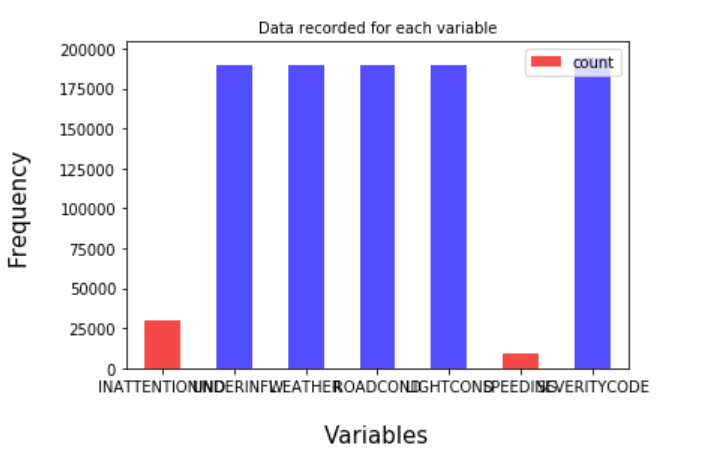 Data recorded for each variable
count
Frequency
200000
175000
150000
125000
100000
75000
50000
25000
0
INATTENTIONIND UNDERINFL WEATHER ROADCOND LIGHTCOND SPEEDING SEVERITYCODE
Variables